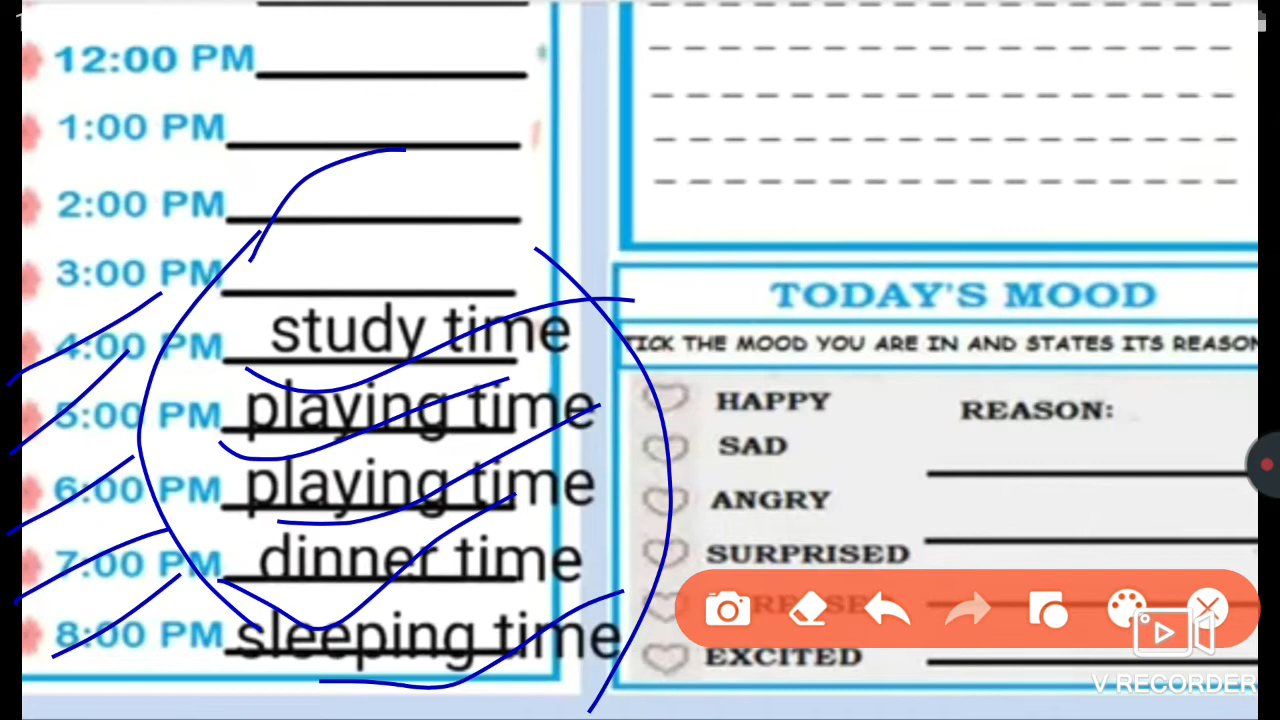 12:00 PM
1:00 PM
2:00 PM
3:00 PM
4:00 PM study time
5:00 PM playing time
6:00 PM playing time
7:00 PM dinner time
8:00 PM sleeping time
TODAY'S MOOD
TICK THE MOOD YOU ARE IN AND STATES ITS REASON
HAPPY REASON:
SAD
ANGRY
SURPRISED
EXCITED
V RECORDER